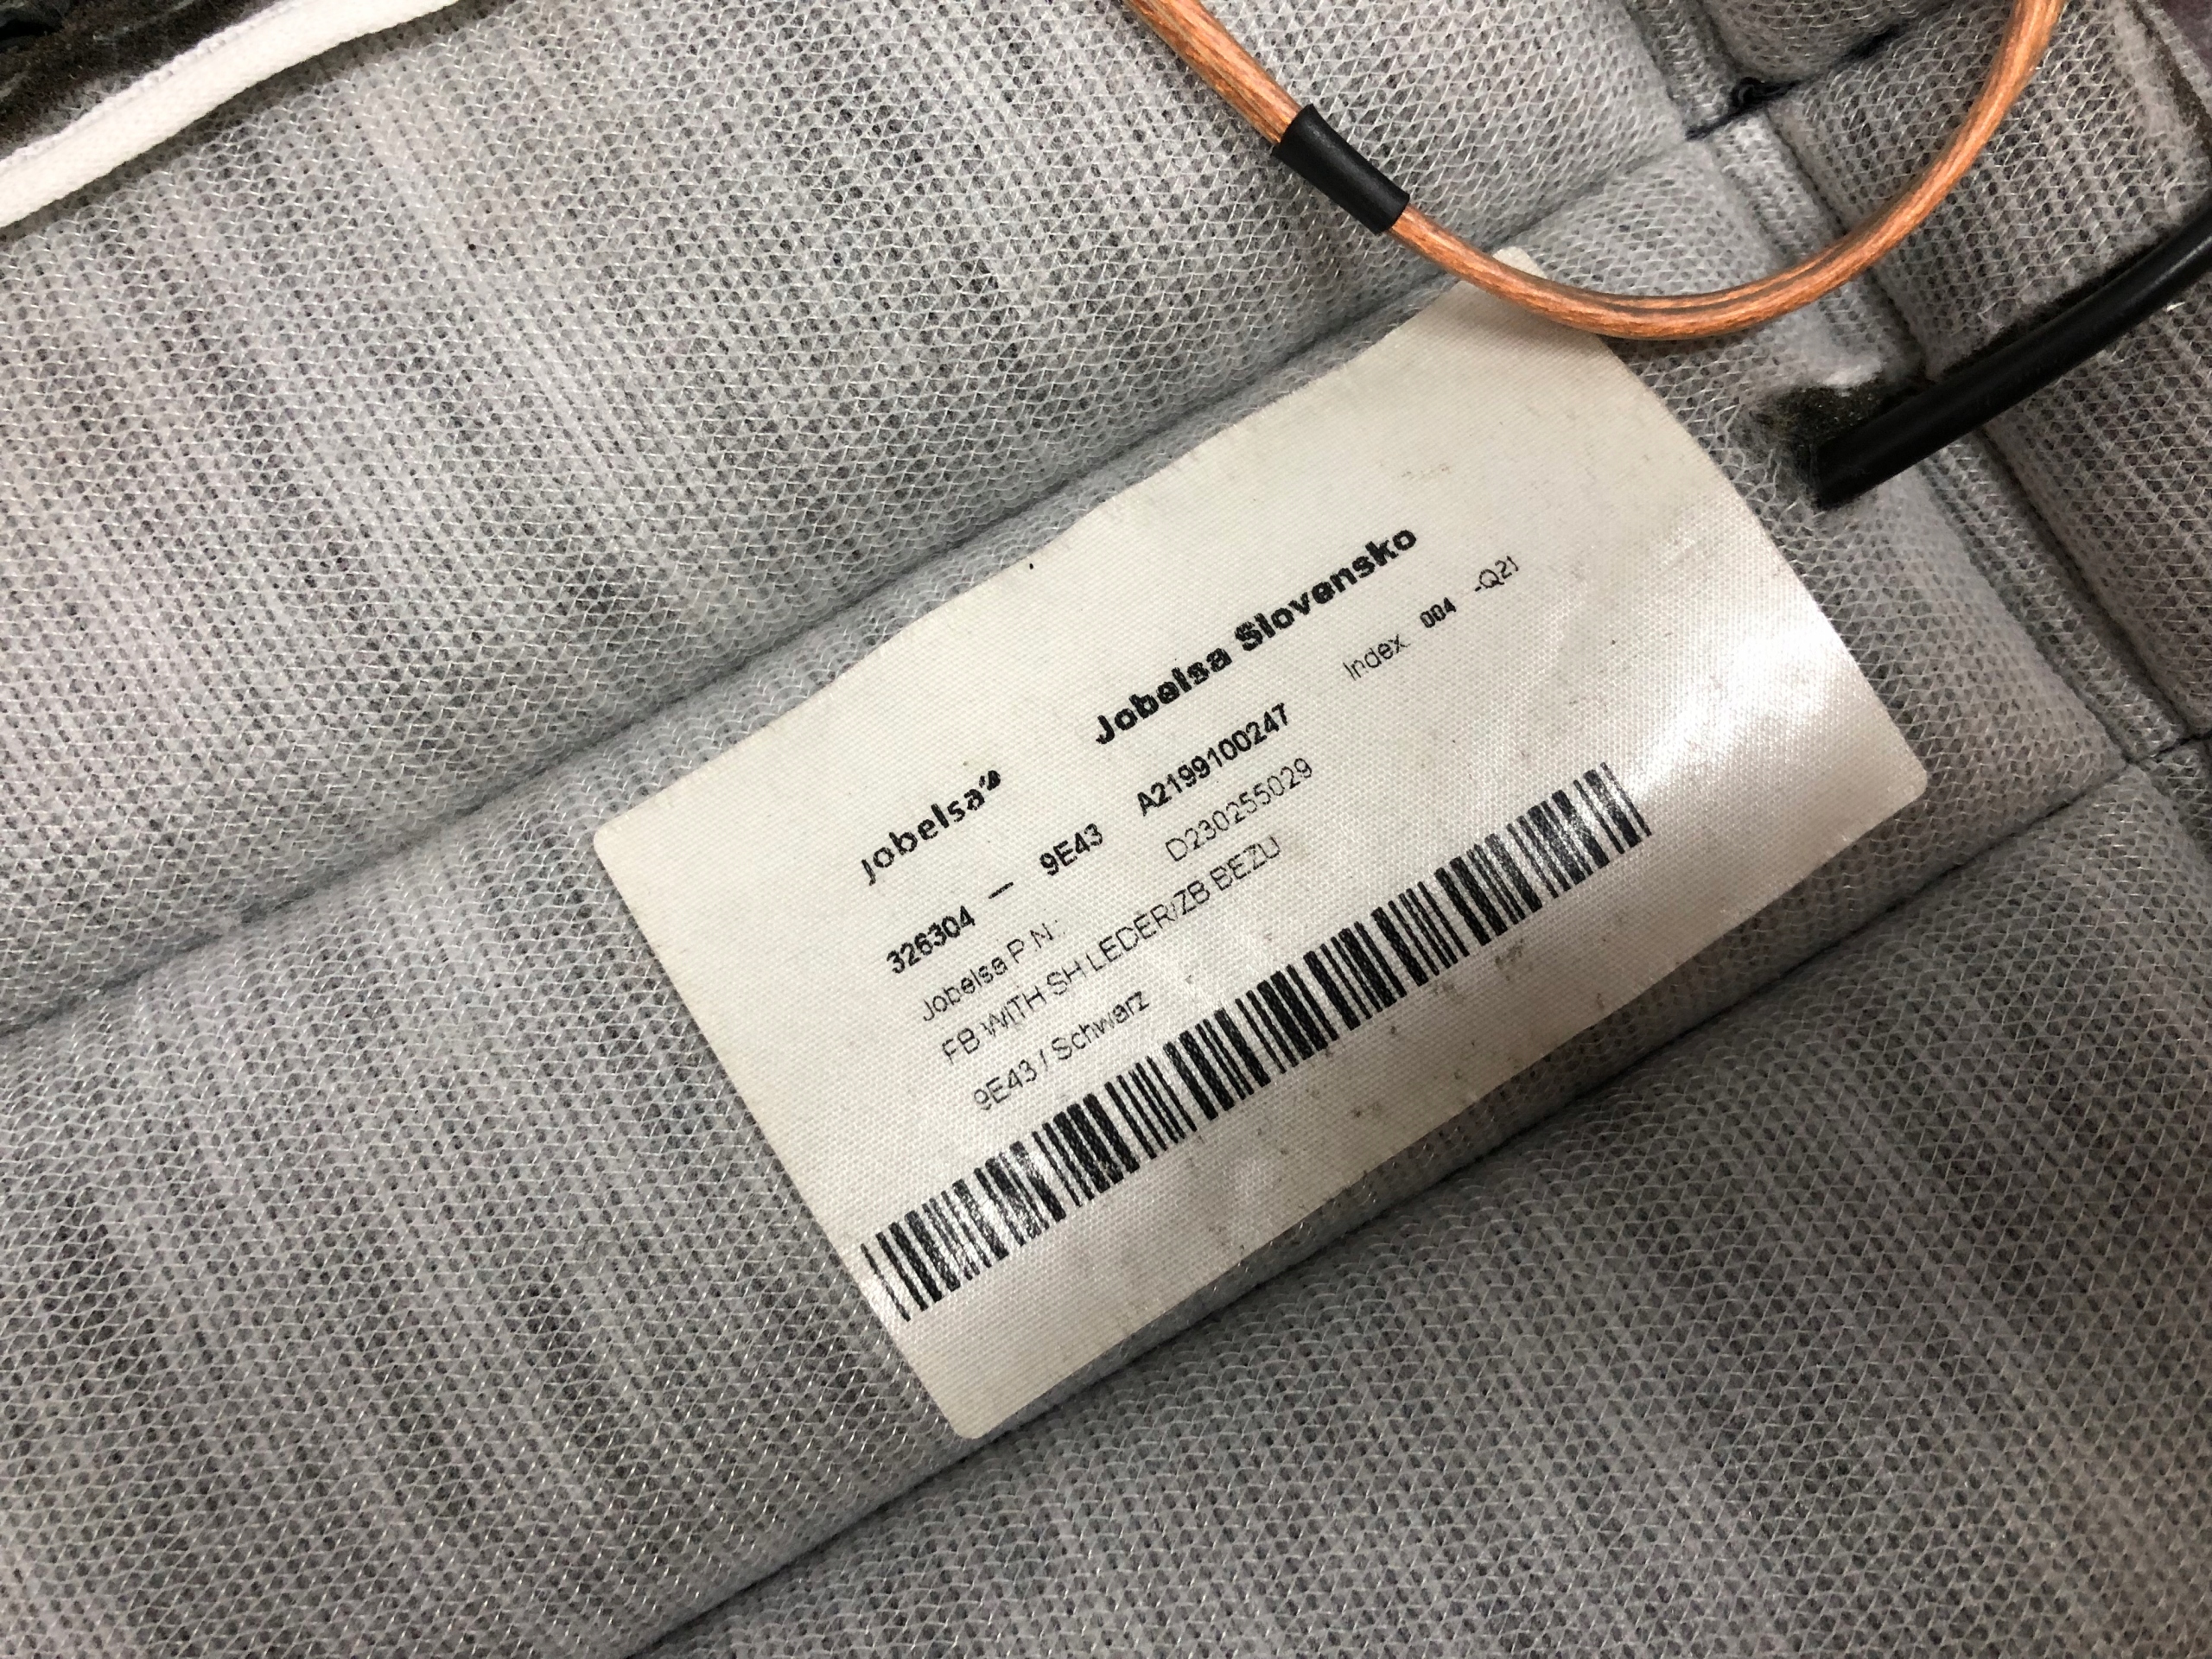 jobelsa Jobelsa Slovensko
326304 — 9E43 A2199100247 Index. 004 -Q21
Jobelsa P.N.: D230255029
FB WITH SH LEDER/ZB BEZU
9E43 / Schwarz